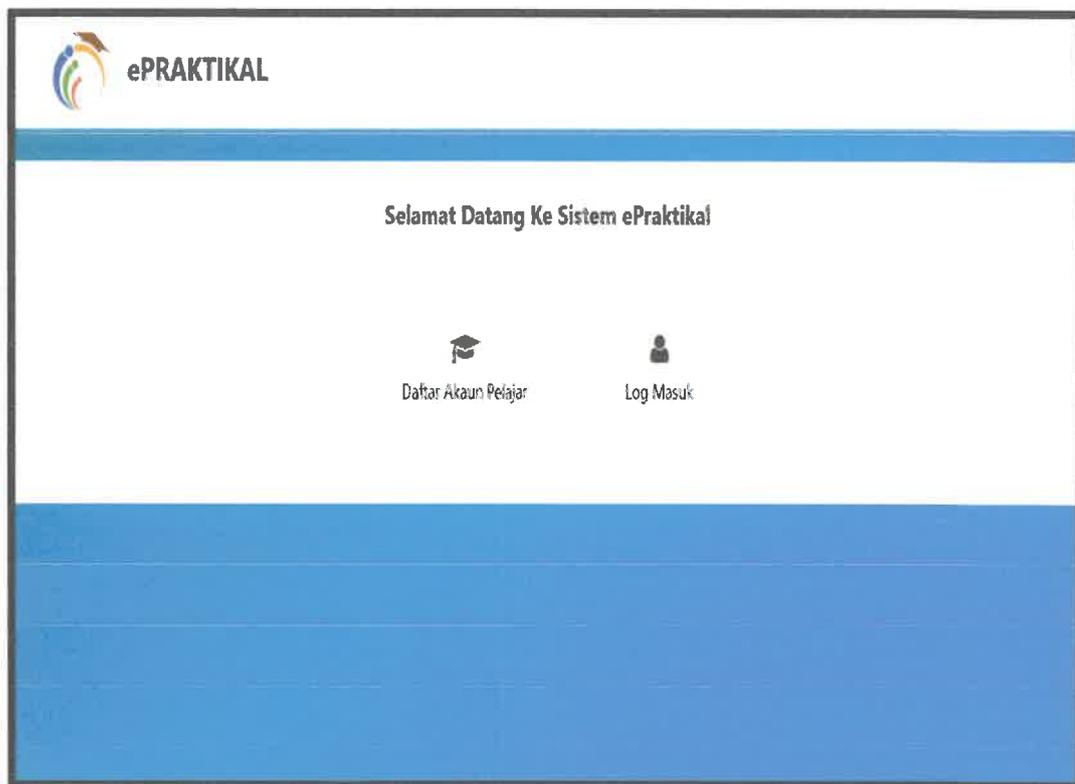 ePRAKTIKAL
Selamat Datang Ke Sistem ePraktikal
Daftar Akaun Pelajar
Log Masuk